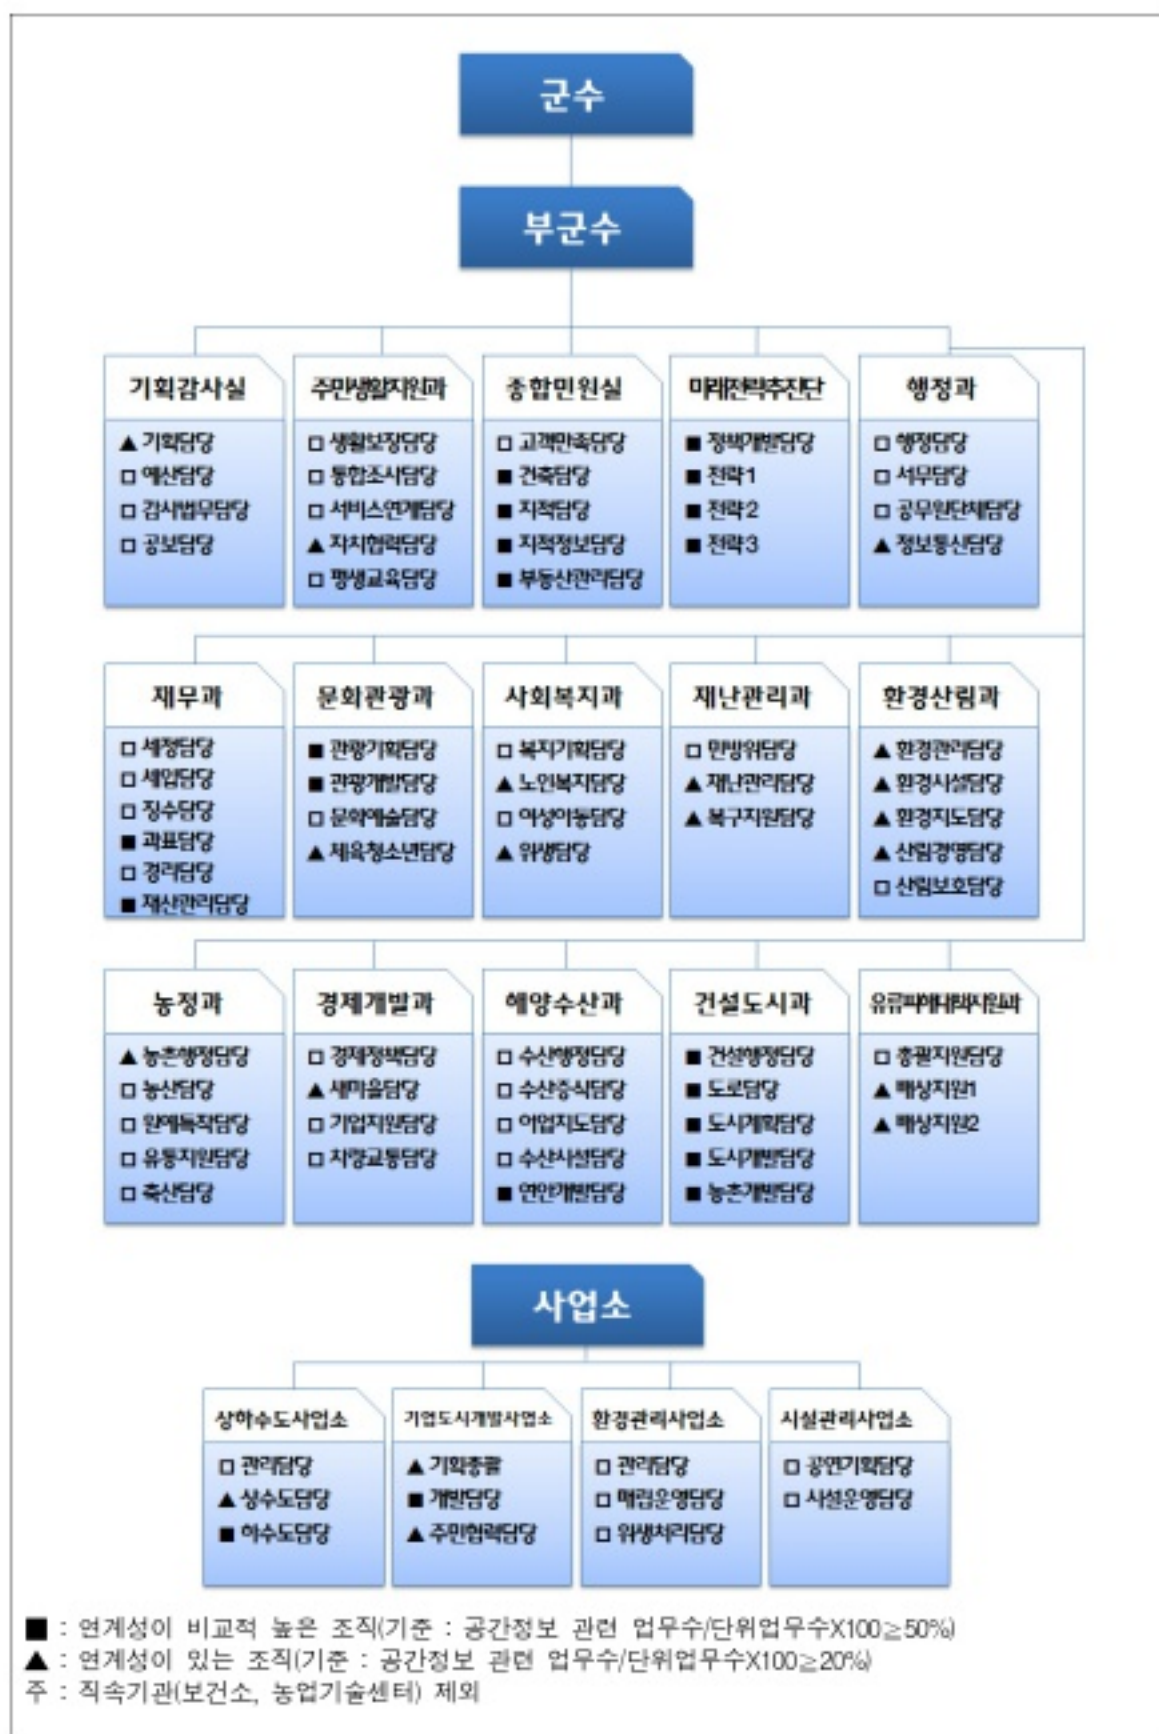 군수
부군수
기획감사실
▲ 기획담당
□ 예산담당
□ 감사법무담당
□ 공보담당
주민생활지원과
□ 생활보장담당
□ 통합조사담당
□ 서비스연계담당
▲ 자치협력담당
□ 평생교육담당
종합민원실
□ 고객만족담당
■ 건축담당
■ 지적담당
■ 지적정보담당
■ 부동산관리담당
미래전략추진단
■ 정책개발담당
■ 전략1
■ 전략2
■ 전략3
행정과
□ 행정담당
□ 서무담당
□ 공무원단체담당
▲ 정보통신담당
재무과
□ 세정담당
□ 세입담당
□ 징수담당
■ 과표담당
□ 경리담당
■ 재산관리담당
문화관광과
■ 관광기획담당
■ 관광개발담당
□ 문화예술담당
▲ 체육청소년담당
사회복지과
□ 복지기획담당
▲ 노인복지담당
□ 여성아동담당
▲ 위생담당
재난관리과
□ 민방위담당
▲ 재난관리담당
▲ 복구지원담당
환경산림과
▲ 환경관리담당
▲ 환경시설담당
▲ 환경지도담당
▲ 산림경영담당
□ 산림보호담당
농정과
▲ 농촌행정담당
□ 농산담당
□ 원예특작담당
□ 유통지원담당
□ 축산담당
경제개발과
□ 경제정책담당
▲ 새마을담당
□ 기업지원담당
□ 차량교통담당
해양수산과
□ 수산행정담당
□ 수산증식담당
□ 어업지도담당
□ 수산시설담당
■ 연안개발담당
건설도시과
■ 건설행정담당
■ 도로담당
■ 도시계획담당
■ 도시개발담당
■ 농촌개발담당
유류피해대책지원과
□ 총괄지원담당
▲ 배상지원1
▲ 배상지원2
사업소
상하수도사업소
□ 관리담당
▲ 상수도담당
■ 하수도담당
기업도시개발사업소
▲ 기획총괄
■ 개발담당
▲ 주민협력담당
환경관리사업소
□ 관리담당
□ 매립운영담당
□ 위생처리담당
시설관리사업소
□ 공연기획담당
□ 시설운영담당
■ : 연계성이 비교적 높은 조직(기준 : 공간정보 관련 업무수/단위업무수X100≧50%)
▲ : 연계성이 있는 조직(기준 : 공간정보 관련 업무수/단위업무수X100≧20%)
주 : 직속기관(보건소, 농업기술센터) 제외